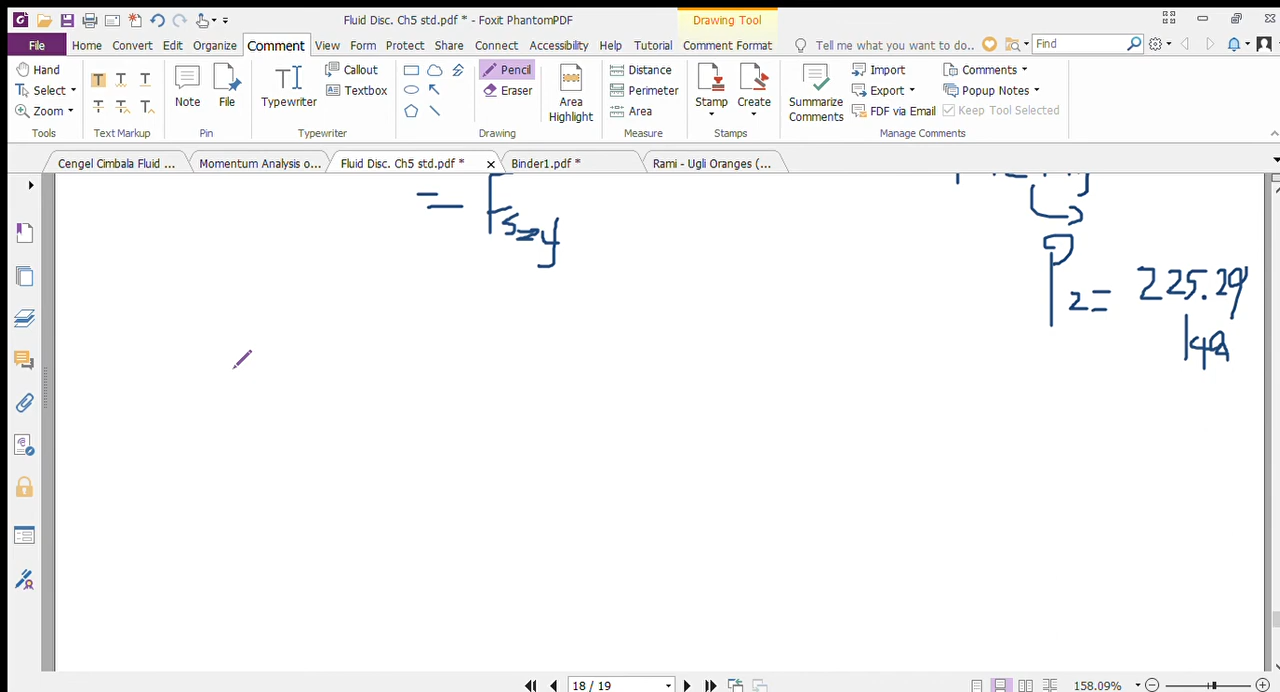 Fluid Disc. Ch5 std.pdf * - Foxit PhantomPDF
Drawing Tool
File Home Convert Edit Organize Comment View Form Protect Share Connect Accessibility Help Tutorial Comment Format Tell me what you want to do.. Find
Hand
Select
Zoom
Tools
Text Markup
Note
File
Pin
Typewriter
Callout
Textbox
Typewriter
Pencil
Eraser
Drawing
Area
Highlight
Distance
Perimeter
Area
Measure
Stamp
Create
Stamps
Summarize
Comments
Import
Export
FDF via Email
Comments
Popup Notes
Keep Tool Selected
Manage Comments
Cengel Cimbala Fluid ...
Momentum Analysis o...
Fluid Disc. Ch5 std.pdf *
Binder1.pdf *
Rami - Ugli Oranges (...
P2 = 225.29
18 / 19
158.09%